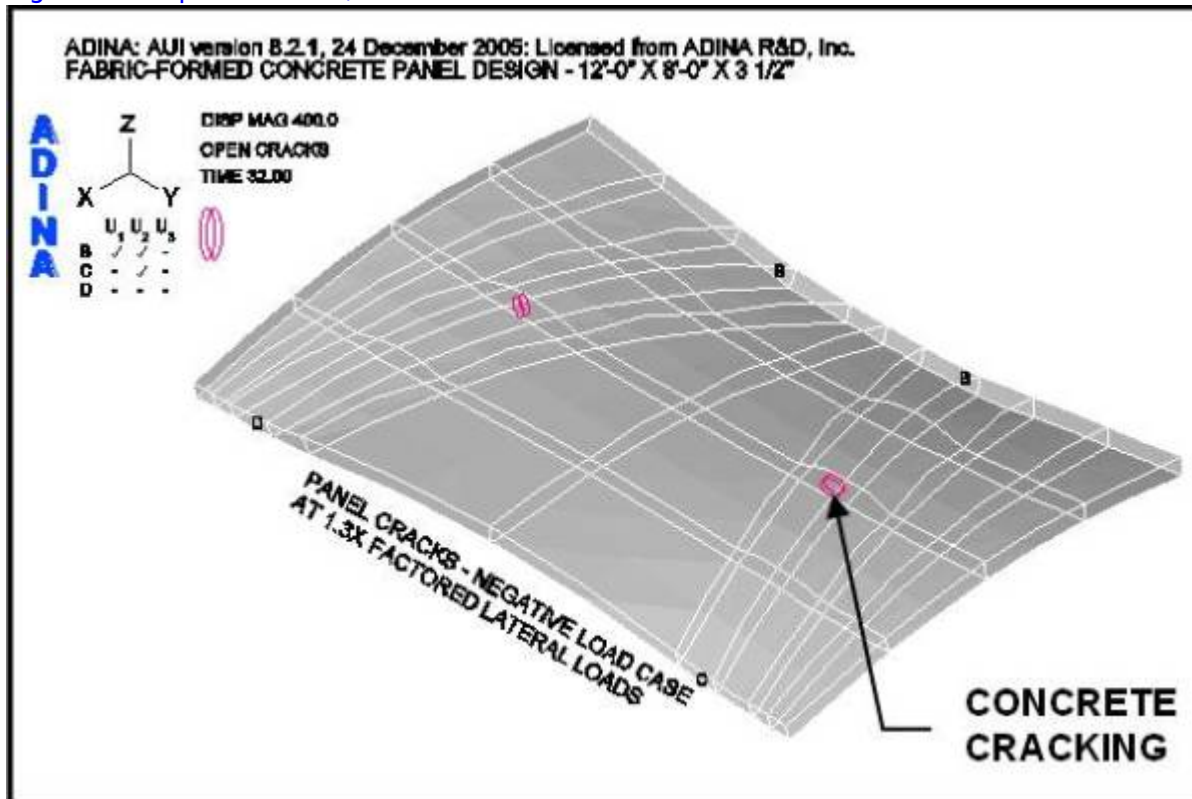 ADINA: AUI version 8.2.1, 24 December 2005: Licensed from ADINA R&D, Inc.
FABRIC-FORMED CONCRETE PANEL DESIGN - 12'-0" X 8'-0" X 3 1/2"
ADINA
Z
X Y
DISP MAG 400.0
OPEN CRACKS
TIME 32.00
U1 U2 U3
B ✓ ✓ -
C - ✓ -
D - - -
B
B
D
C
PANEL CRACKS - NEGATIVE LOAD CASE
AT 1.3X FACTORED LATERAL LOADS
CONCRETE
CRACKING